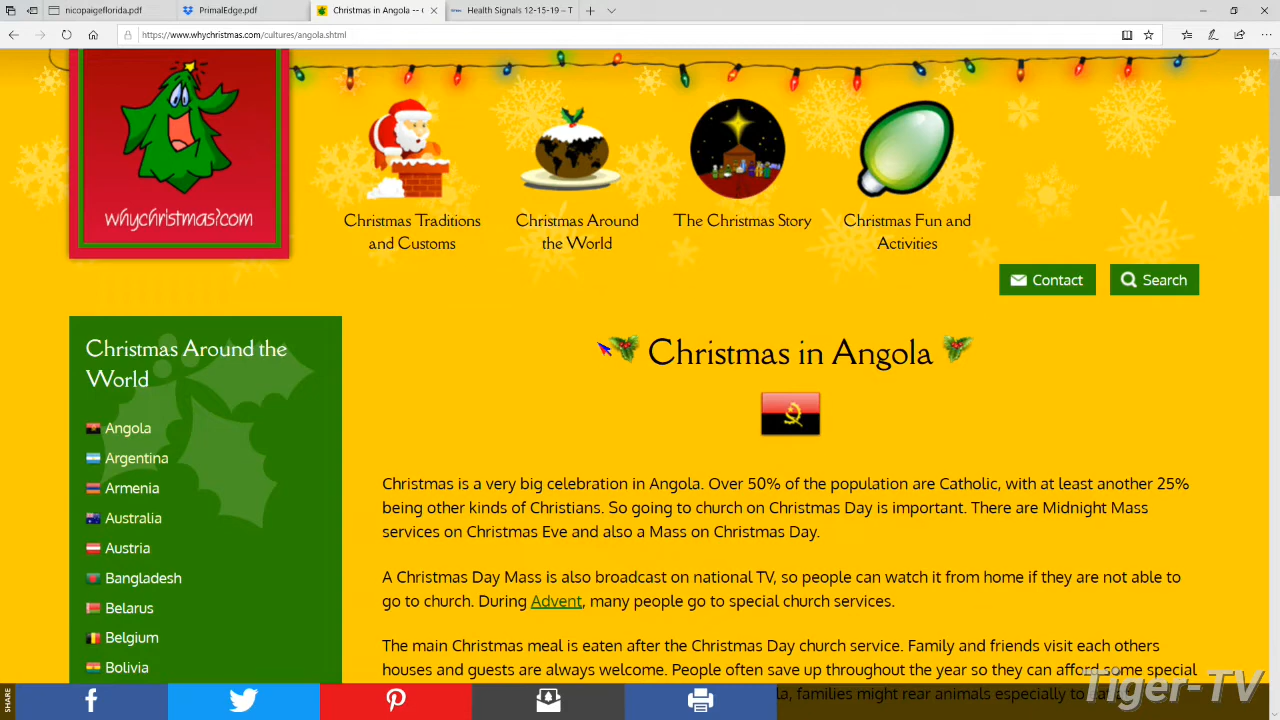 nicopaigeflorida.pdf
PrimalEdge.pdf
Christmas in Angola --
Health Signals 12-15-19 -- T
https://www.whychristmas.com/cultures/angola.shtml
whychristmas?com
Christmas Traditions and Customs
Christmas Around the World
The Christmas Story
Christmas Fun and Activities
Contact
Search
Christmas Around the
World
Angola
Argentina
Armenia
Australia
Austria
Bangladesh
Belarus
Belgium
Bolivia
Christmas in Angola
Christmas is a very big celebration in Angola. Over 50% of the population are Catholic, with at least another 25%
being other kinds of Christians. So going to church on Christmas Day is important. There are Midnight Mass
services on Christmas Eve and also a Mass on Christmas Day.
A Christmas Day Mass is also broadcast on national TV, so people can watch it from home if they are not able to
go to church. During Advent, many people go to special church services.
The main Christmas meal is eaten after the Christmas Day church service. Family and friends visit each others
houses and guests are always welcome. People often save up throughout the year so they can afford some special
families might rear animals especially to
SHARE
Tiger-TV